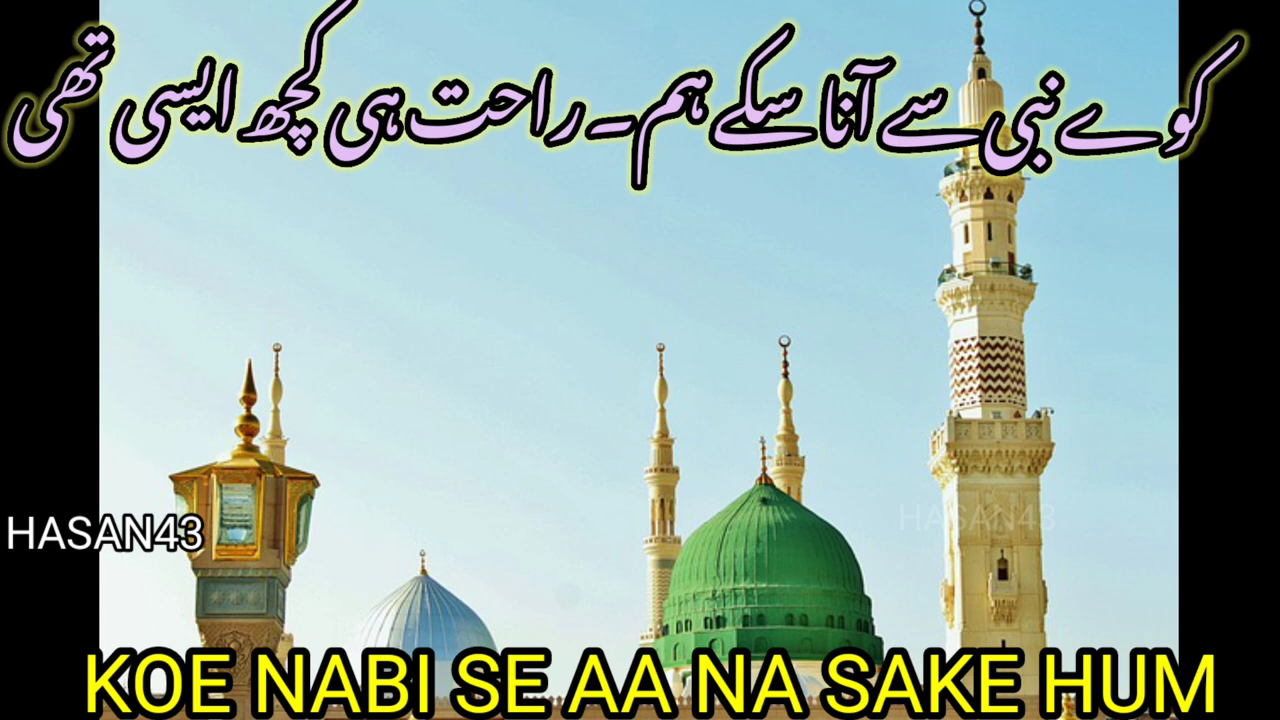 کوے نبی سے آنا سکے ہم۔ راحت ہی کچھ ایسی تھی
HASAN43
HASAN43
KOE NABI SE AA NA SAKE HUM